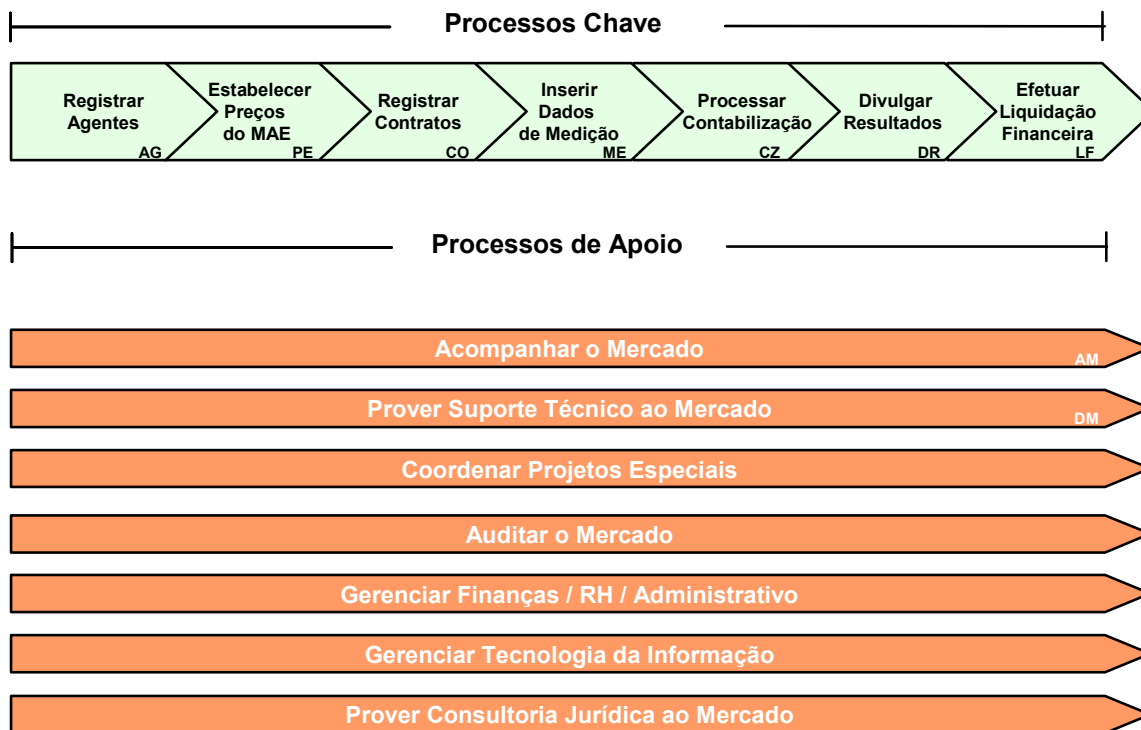 Processos Chave
Registrar
Agentes
AG
Estabelecer
Preços
do MAE
PE
Registrar
Contratos
CO
Inserir
Dados
de Medição
ME
Processar
Contabilização
CZ
Divulgar
Resultados
DR
Efetuar
Liquidação
Financeira
LF
Processos de Apoio
Acompanhar o Mercado
AM
Prover Suporte Técnico ao Mercado
DM
Coordenar Projetos Especiais
Auditar o Mercado
Gerenciar Finanças / RH / Administrativo
Gerenciar Tecnologia da Informação
Prover Consultoria Jurídica ao Mercado